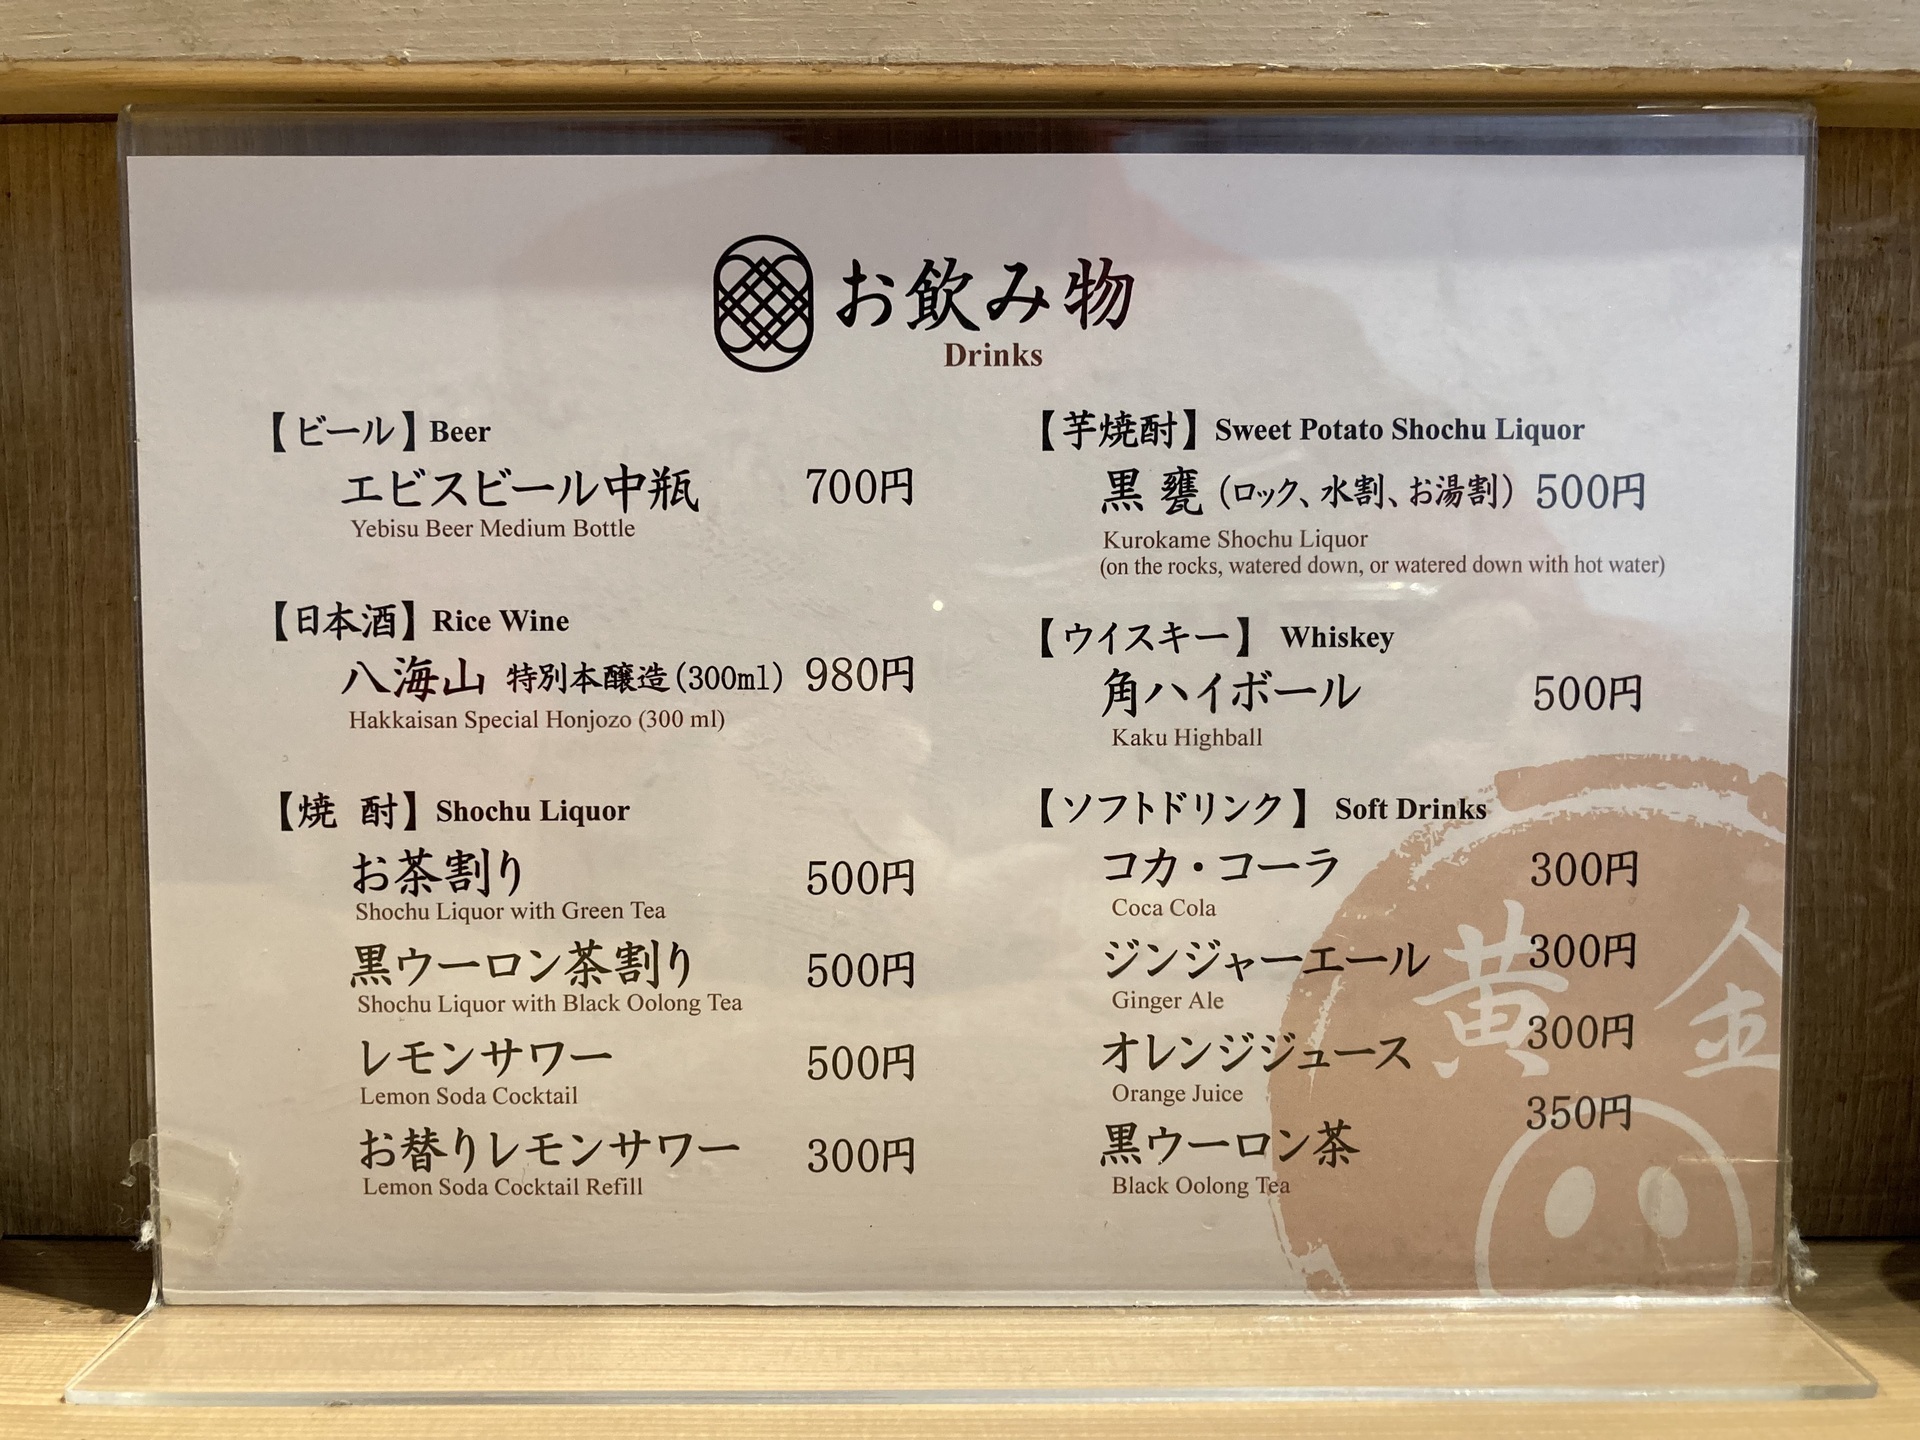 お飲み物
Drinks
【ビール】Beer
エビスビール中瓶 700円
Yebisu Beer Medium Bottle
【日本酒】Rice Wine
八海山 特別本醸造(300ml) 980円
Hakkaisan Special Honjozo (300 ml)
【焼 酎】Shochu Liquor
お茶割り 500円
Shochu Liquor with Green Tea
黒ウーロン茶割り 500円
Shochu Liquor with Black Oolong Tea
レモンサワー 500円
Lemon Soda Cocktail
お替りレモンサワー 300円
Lemon Soda Cocktail Refill
【芋焼酎】Sweet Potato Shochu Liquor
黒 甕(ロック、水割、お湯割) 500円
Kurokame Shochu Liquor
(on the rocks, watered down, or watered down with hot water)
【ウイスキー】 Whiskey
角ハイボール 500円
Kaku Highball
【ソフトドリンク】 Soft Drinks
コカ・コーラ 300円
Coca Cola
ジンジャーエール 300円
Ginger Ale
オレンジジュース 300円
Orange Juice
黒ウーロン茶 350円
Black Oolong Tea
黄金